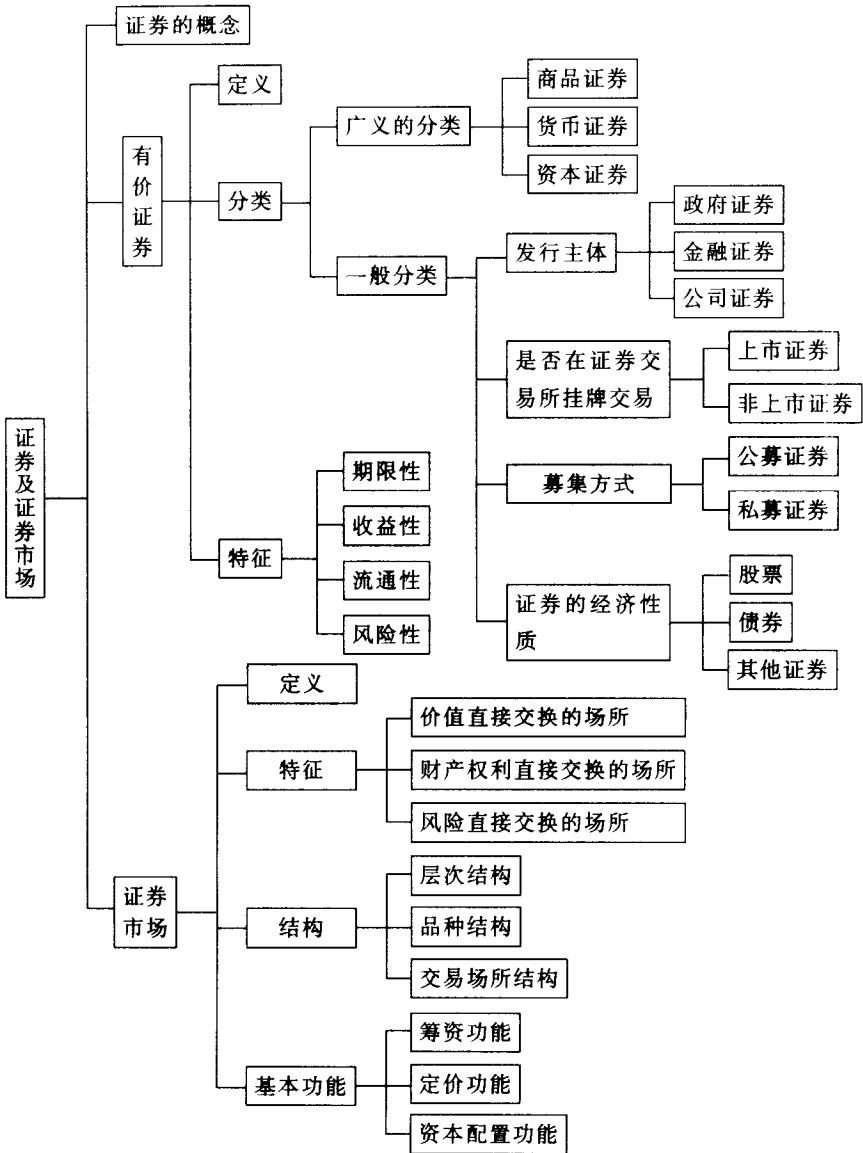 证券及证券市场
证券的概念
有价证券
定义
分类
广义的分类
商品证券
货币证券
资本证券
一般分类
发行主体
政府证券
金融证券
公司证券
是否在证券交
易所挂牌交易
上市证券
非上市证券
募集方式
公募证券
私募证券
证券的经济性
质
股票
债券
其他证券
特征
期限性
收益性
流通性
风险性
证券
市场
定义
特征
价值直接交换的场所
财产权利直接交换的场所
风险直接交换的场所
结构
层次结构
品种结构
交易场所结构
基本功能
筹资功能
定价功能
资本配置功能